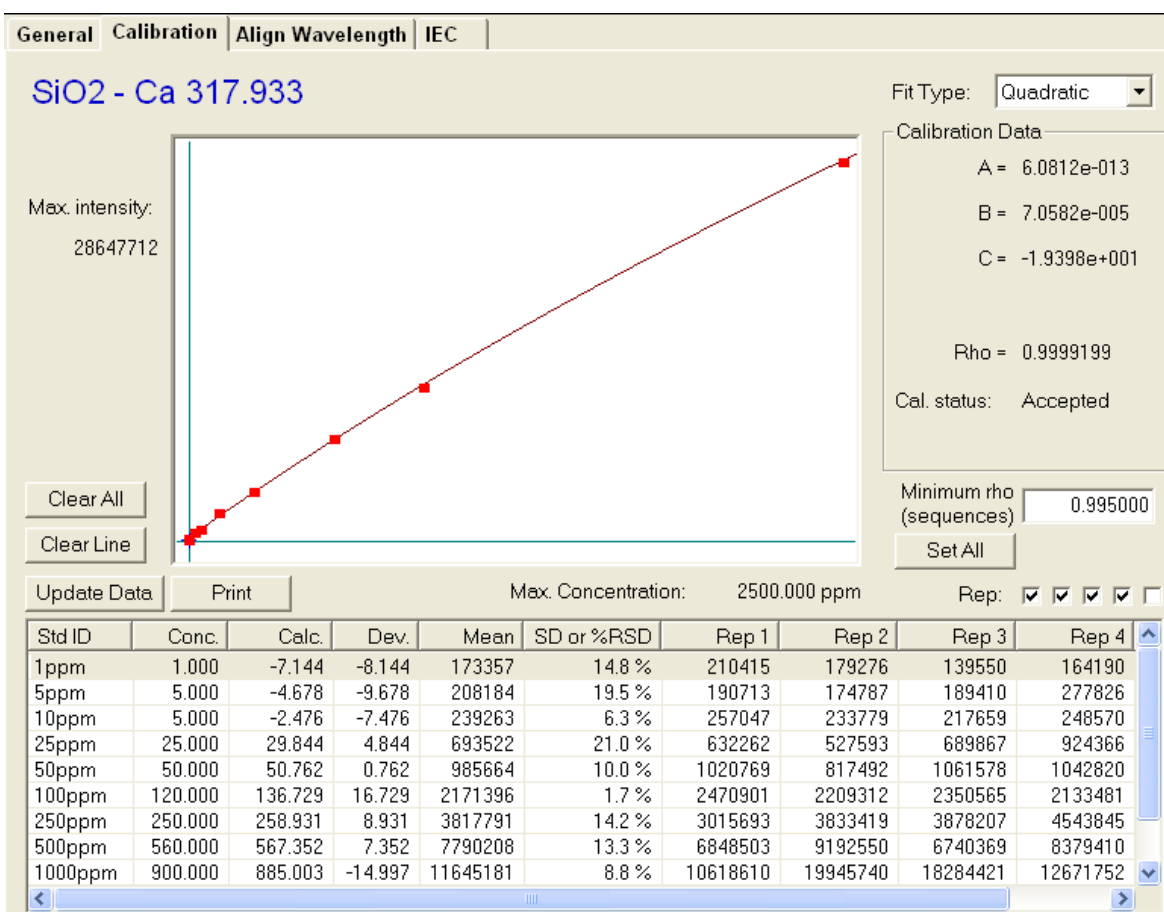 General Calibration Align Wavelength IEC
SiO2 - Ca 317.933
Fit Type: Quadratic
Calibration Data
A = 6.0812e-013
B = 7.0582e-005
C = -1.9398e+001
Rho = 0.9999199
Cal. status: Accepted
Max. intensity:
28647712
Clear All
Clear Line
Minimum rho
(sequences) 0.995000
Set All
Update Data Print Max. Concentration: 2500.000 ppm Rep:
Std ID Conc. Calc. Dev. Mean SD or %RSD Rep 1 Rep 2 Rep 3 Rep 4
1ppm 1.000 -7.144 -8.144 173357 14.8 % 210415 179276 139550 164190
5ppm 5.000 -4.678 -9.678 208184 19.5 % 190713 174787 189410 277826
10ppm 5.000 -2.476 -7.476 239263 6.3 % 257047 233779 217659 248570
25ppm 25.000 29.844 4.844 693522 21.0 % 632262 527593 689867 924366
50ppm 50.000 50.762 0.762 985664 10.0 % 1020769 817492 1061578 1042820
100ppm 120.000 136.729 16.729 2171396 1.7 % 2470901 2209312 2350565 2133481
250ppm 250.000 258.931 8.931 3817791 14.2 % 3015693 3833419 3878207 4543845
500ppm 560.000 567.352 7.352 7790208 13.3 % 6848503 9192550 6740369 8379410
1000ppm 900.000 885.003 -14.997 11645181 8.8 % 10618610 19945740 18284421 12671752